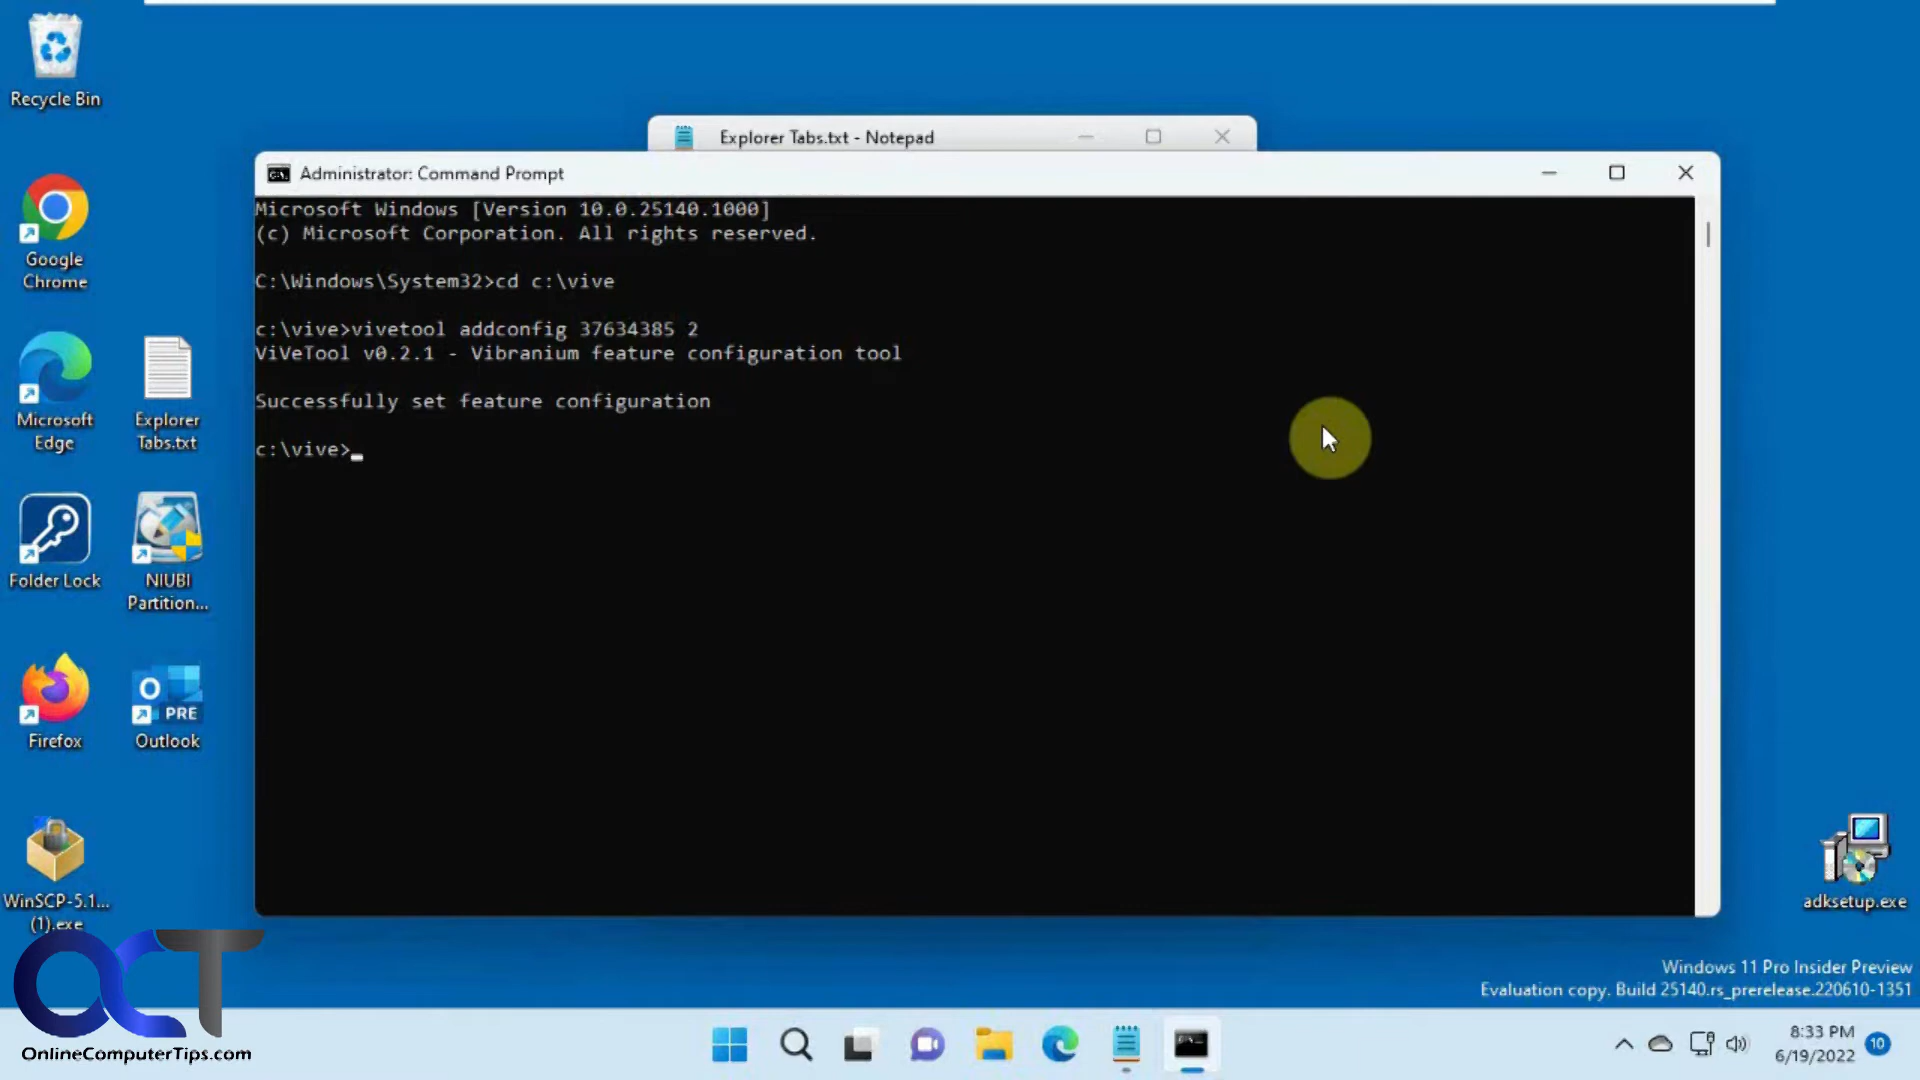 Recycle Bin
Google
Chrome
Microsoft
Edge
Explorer
Tabs.txt
Folder Lock
NIUBI
Partition...
Firefox
O
PRE
Outlook
WinSCP-5.1...
(1).exe
Explorer Tabs.txt - Notepad
C:\.
Administrator: Command Prompt
Microsoft Windows [Version 10.0.25140.1000]
(c) Microsoft Corporation. All rights reserved.
C:\Windows\System32>cd c:\vive
c:\vive>vivetool addconfig 37634385 2
ViVeTool v0.2.1 - Vibranium feature configuration tool
Successfully set feature configuration
c:\vive>
adksetup.exe
Windows 11 Pro Insider Preview
Evaluation copy. Build 25140.rs_prerelease.220610-1351
OCT
OnlineComputerTips.com
8:33 PM
6/19/2022
10